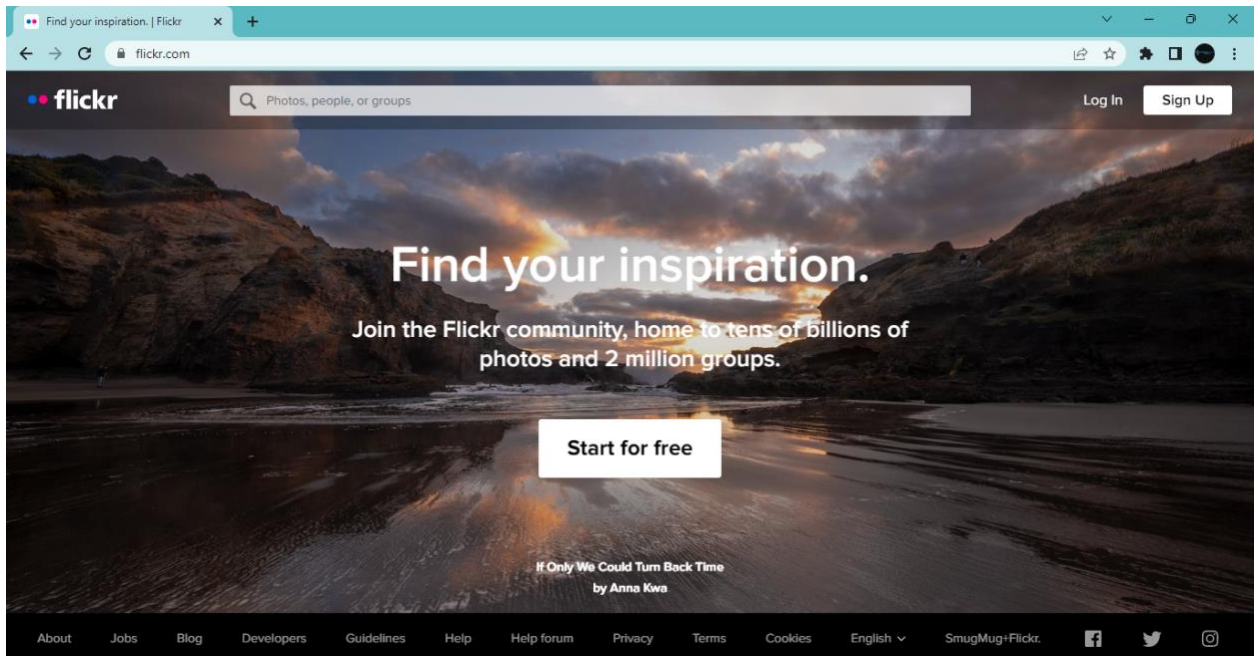 Find your inspiration. | Flickr
flickr.com
flickr
Photos, people, or groups
Log In
Sign Up
Find your inspiration.
Join the Flickr community, home to tens of billions of
photos and 2 million groups.
Start for free
If Only We Could Turn Back Time
by Anna Kwa
About Jobs Blog Developers Guidelines Help Help forum Privacy Terms Cookies English SmugMug+Flickr.